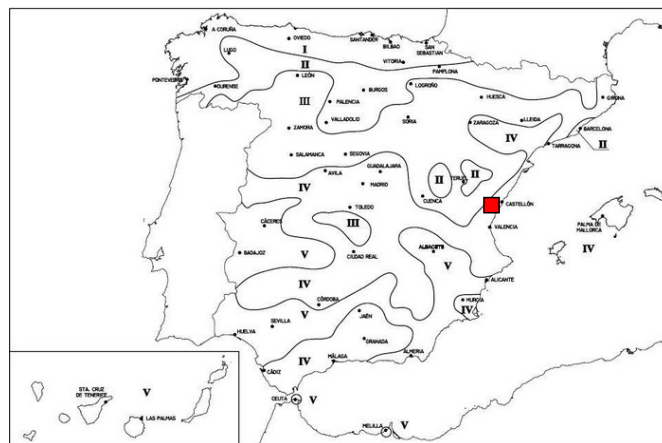 A CORUÑA
OVIEDO
SANTANDER
BILBAO
SAN
SEBASTIAN
LUGO
I
VITORIA
II
PAMPLONA
PONTEVEDRA
OURENSE
LEÓN
BURGOS
LOGROÑO
HUESCA
GIRONA
III
PALENCIA
VALLADOLID
SORIA
ZARAGOZA
LLEIDA
BARCELONA
ZAMORA
IV
TARRAGONA
II
SALAMANCA
SEGOVIA
GUADALAJARA
AVILA
MADRID
IV
II
II
CUENCA
CASTELLÓN
TOLEDO
III
CÁCERES
VALENCIA
PALMA DE
MALLORCA
IV
BADAJOZ
V
CIUDAD REAL
ALBACETE
V
IV
ALICANTE
CÓRDOBA
MURCIA
IV
V
JAÉN
SEVILLA
HUELVA
GRANADA
IV
MÁLAGA
ALMERIA
CÁDIZ
CEUTA
V
MELILLA
V
STA. CRUZ
DE TENERIFE
V
LAS PALMAS